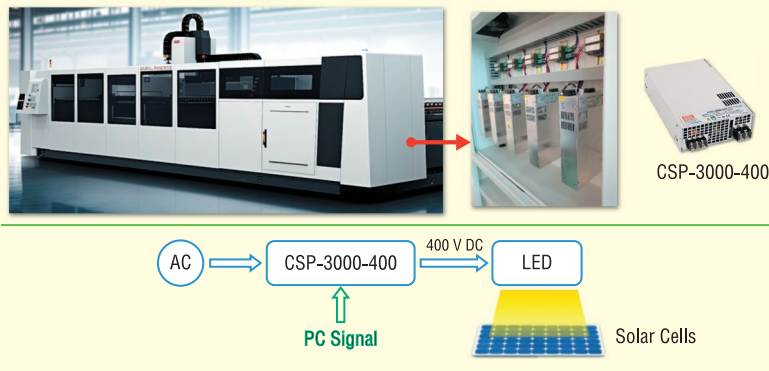 CSP-3000-400
AC
CSP-3000-400
400 V DC
LED
PC Signal
Solar Cells